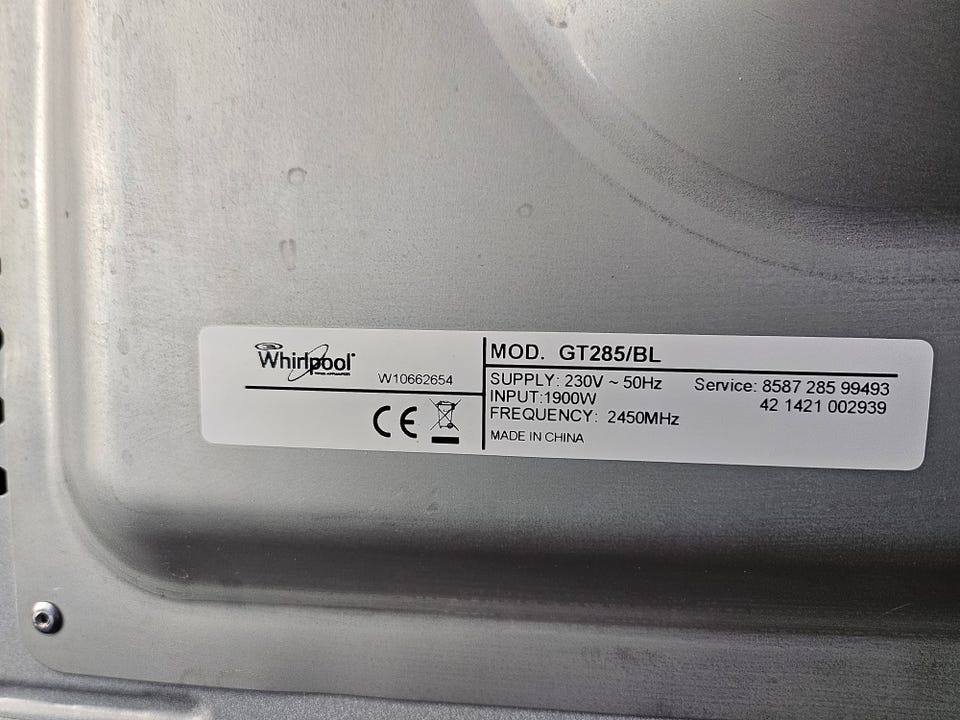 Whirlpool
W10662654
CE
MOD. GT285/BL
SUPPLY: 230V ~ 50Hz
INPUT:1900W
FREQUENCY: 2450MHz
MADE IN CHINA
Service: 8587 285 99493
42 1421 002939